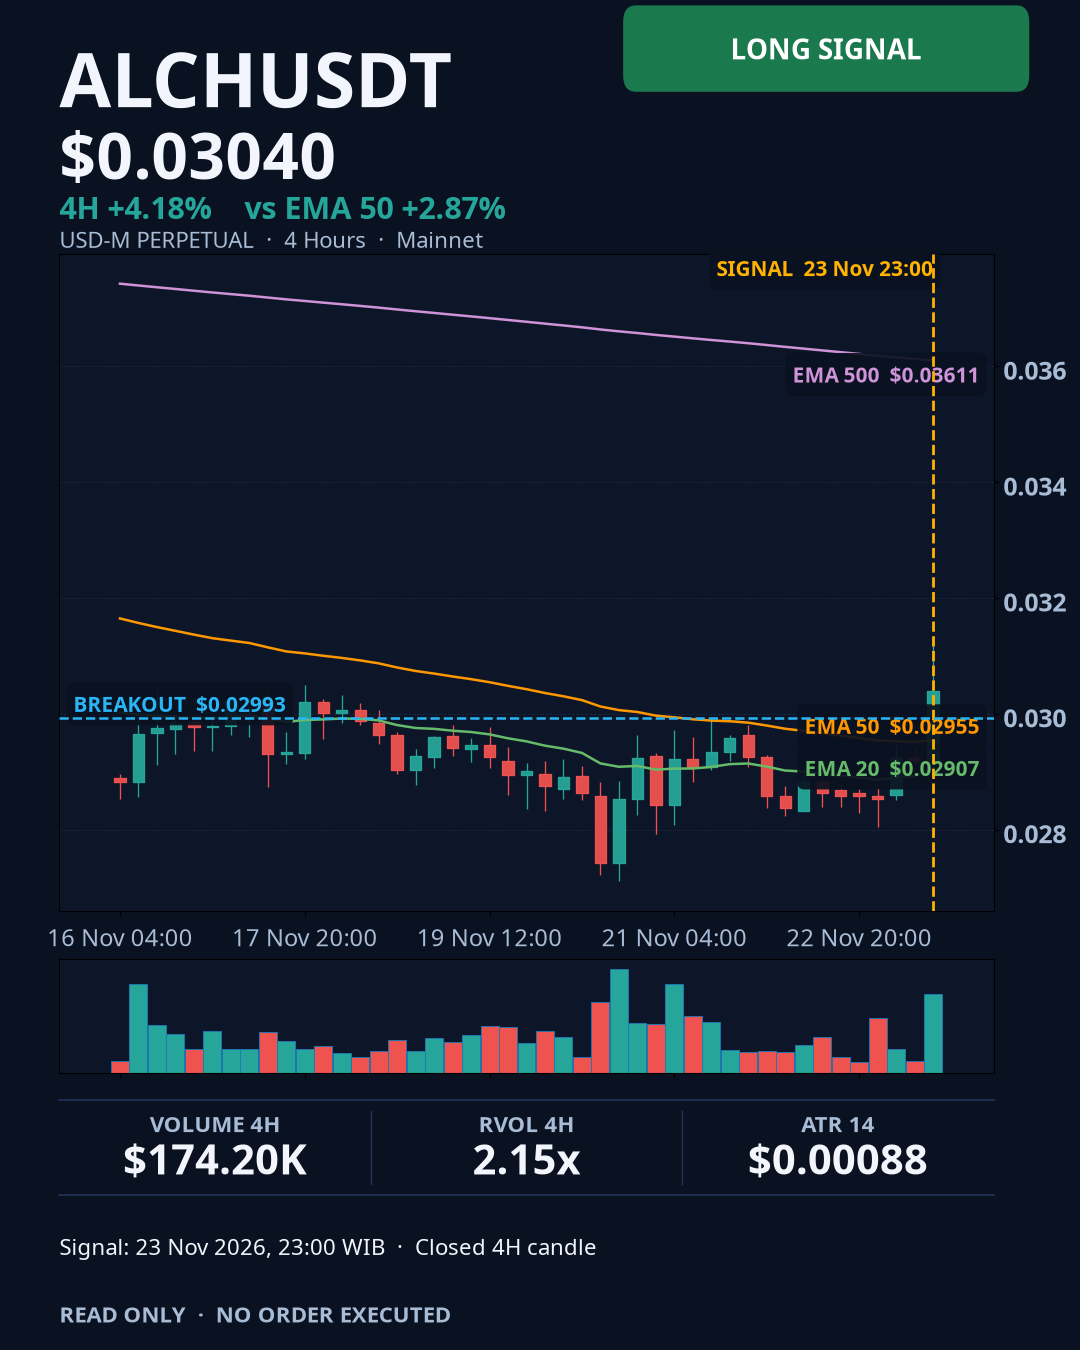 LONG SIGNAL
ALCHUSDT
$0.03040
4H +4.18% vs EMA 50 +2.87%
USD-M PERPETUAL · 4 Hours · Mainnet
SIGNAL 23 Nov 23:00
EMA 500 $0.03611
0.036
0.034
0.032
BREAKOUT $0.02993
0.030
EMA 50 $0.02955
EMA 20 $0.02907
0.028
16 Nov 04:00 17 Nov 20:00 19 Nov 12:00 21 Nov 04:00 22 Nov 20:00
VOLUME 4H RVOL 4H ATR 14
$174.20K 2.15x $0.00088
Signal: 23 Nov 2026, 23:00 WIB · Closed 4H candle
READ ONLY · NO ORDER EXECUTED